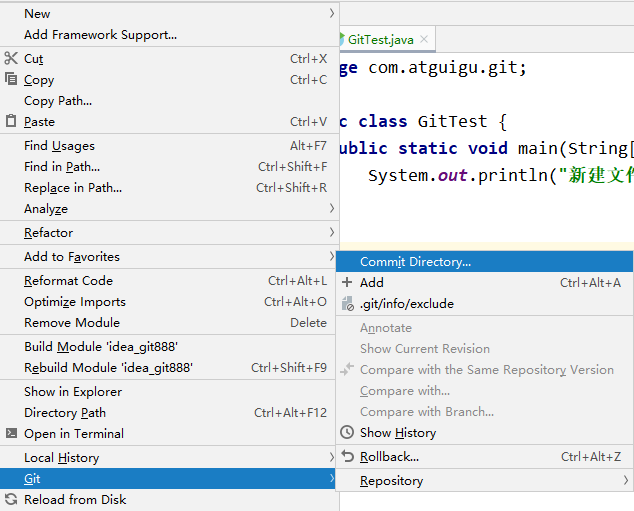 New
Add Framework Support...
Cut Ctrl+X
Copy Ctrl+C
Copy Path...
Paste Ctrl+V
Find Usages Alt+F7
Find in Path... Ctrl+Shift+F
Replace in Path... Ctrl+Shift+R
Analyze
Refactor
Add to Favorites
Reformat Code Ctrl+Alt+L
Optimize Imports Ctrl+Alt+O
Remove Module Delete
Build Module 'idea_git888'
Rebuild Module 'idea_git888' Ctrl+Shift+F9
Show in Explorer
Directory Path Ctrl+Alt+F12
Open in Terminal
Local History
Git
Reload from Disk
GitTest.java
ge com.atguigu.git;
c class GitTest {
ublic static void main(String[
System.out.println("新建文件
Commit Directory...
Add Ctrl+Alt+A
.git/info/exclude
Annotate
Show Current Revision
Compare with the Same Repository Version
Compare with...
Compare with Branch...
Show History
Rollback... Ctrl+Alt+Z
Repository